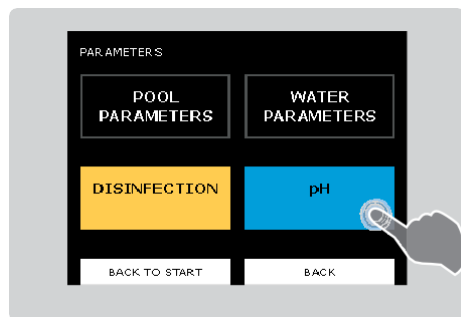 PARAMETERS
POOL WATER
PARAMETERS PARAMETERS
DISINFECTION pH
BACK TO START BACK